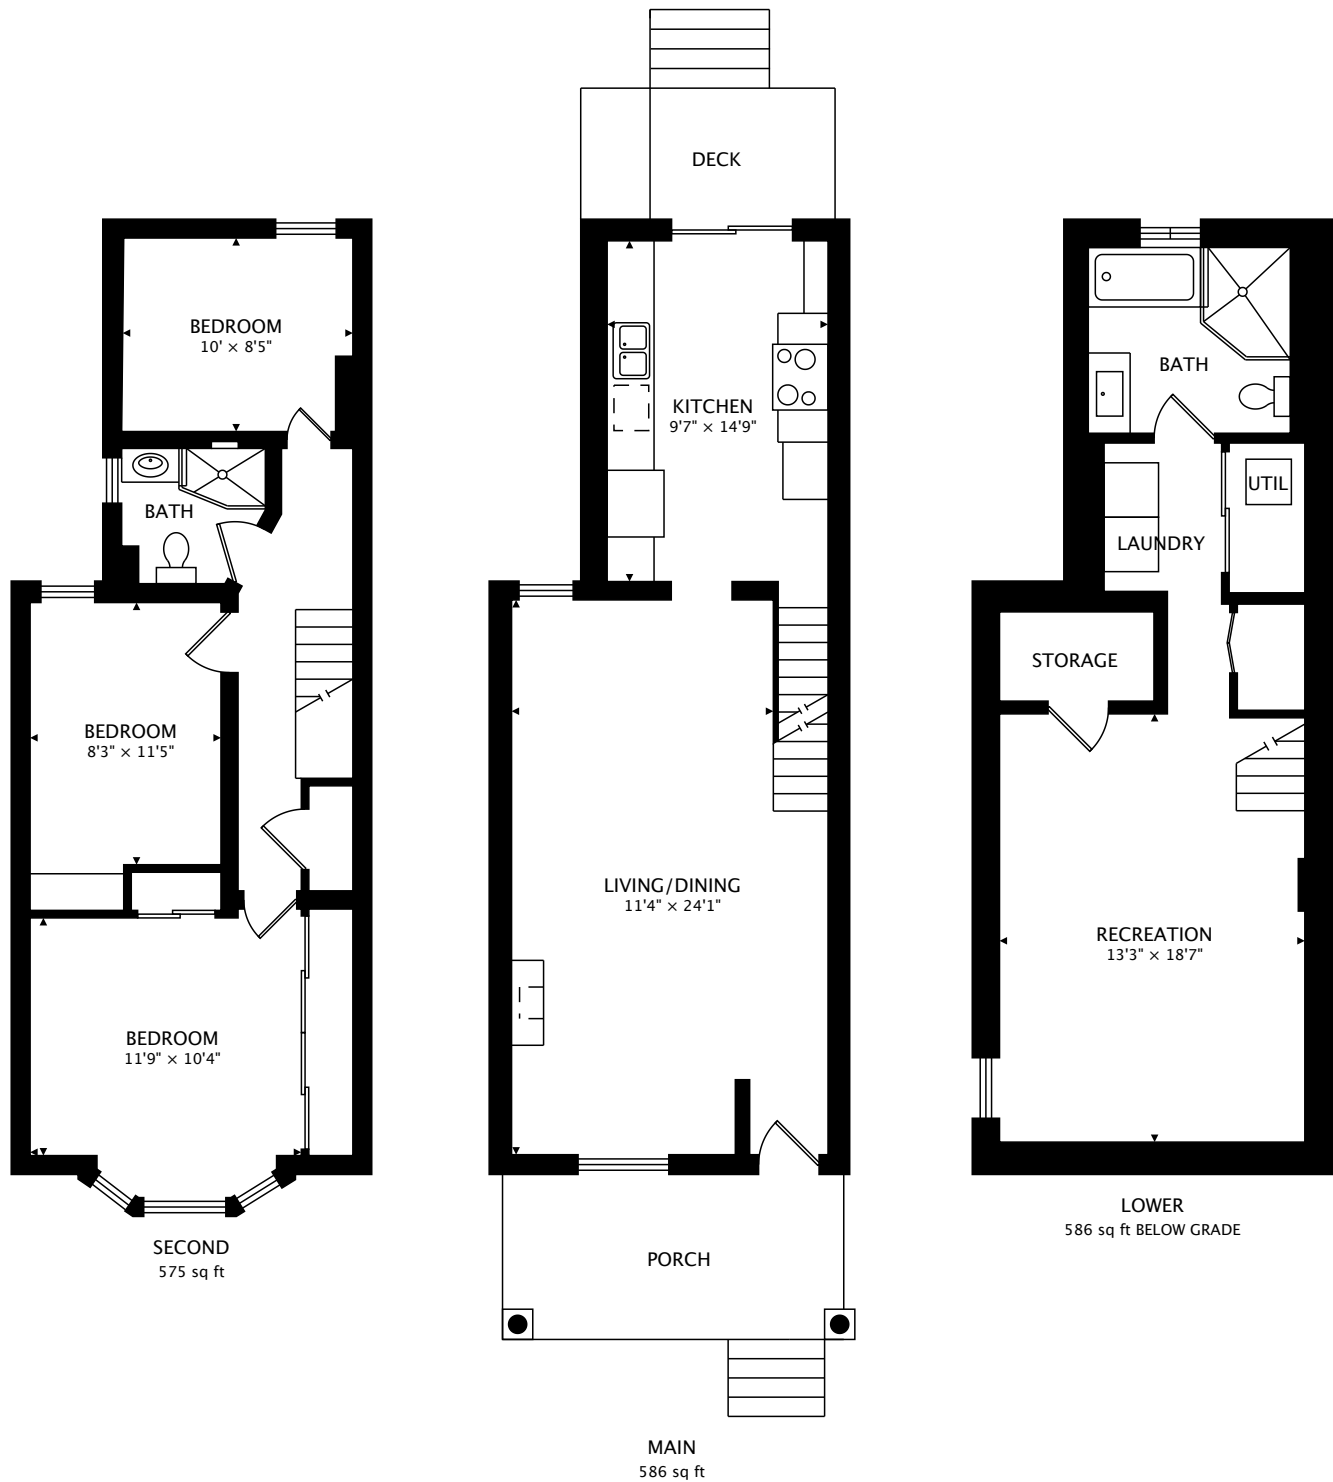 BEDROOM
10' × 8'5"
BATH
BEDROOM
8'3" × 11'5"
BEDROOM
11'9" × 10'4"
SECOND
575 sq ft
DECK
KITCHEN
9'7" × 14'9"
LIVING/DINING
11'4" × 24'1"
PORCH
MAIN
586 sq ft
BATH
UTIL
LAUNDRY
STORAGE
RECREATION
13'3" × 18'7"
LOWER
586 sq ft BELOW GRADE